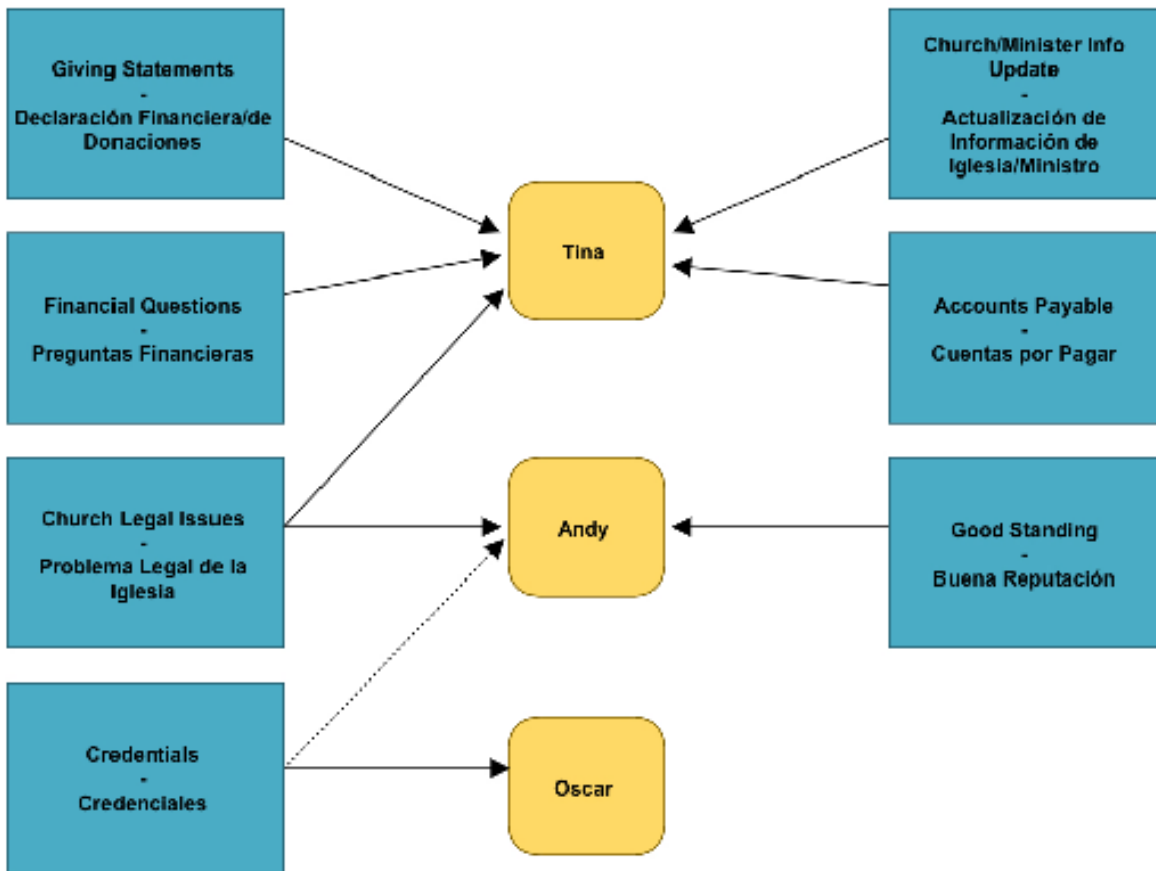 Giving Statements
-
Declaración Financiera/de
Donaciones
Church/Minister Info
Update
-
Actualización de
Información de
Iglesia/Ministro
Tina
Financial Questions
-
Preguntas Financieras
Accounts Payable
-
Cuentas por Pagar
Church Legal Issues
-
Problema Legal de la
Iglesia
Andy
Good Standing
-
Buena Reputación
Credentials
-
Credenciales
Oscar